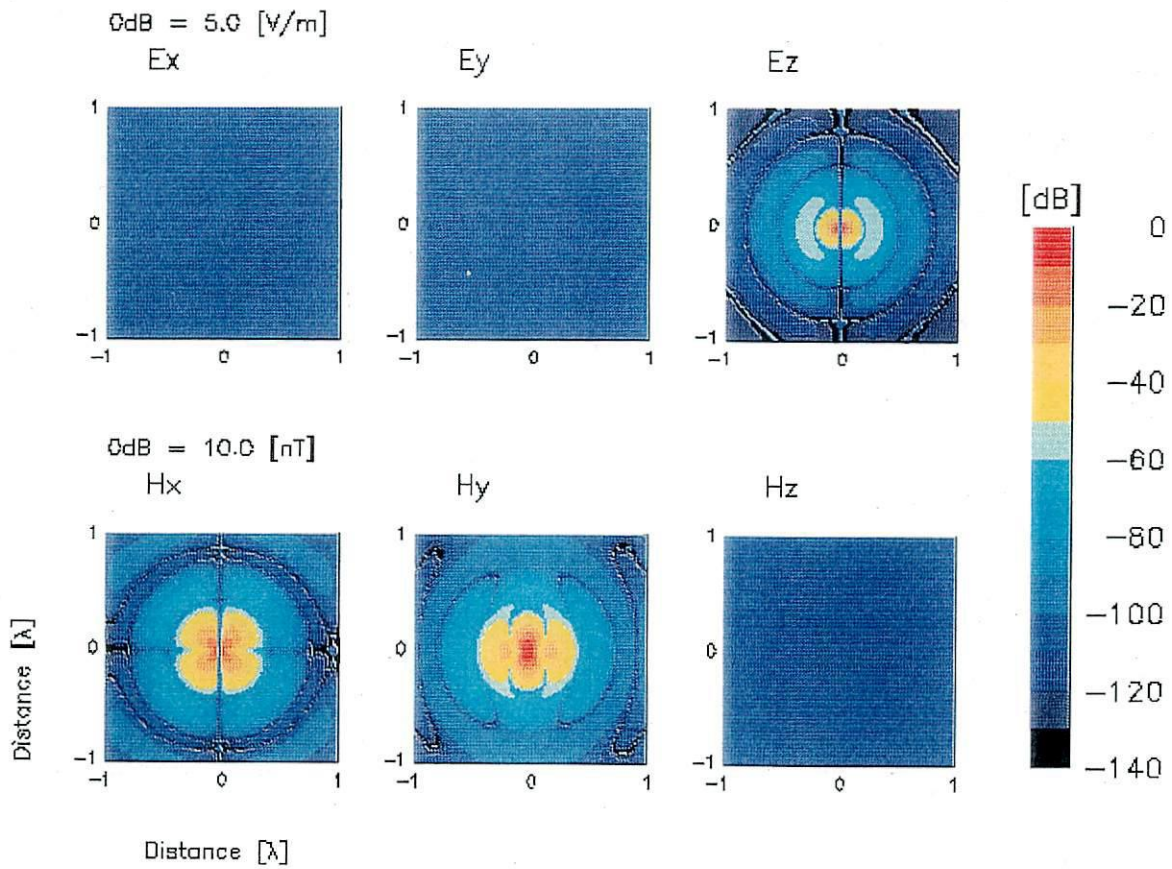 0dB = 5.0 [V/m]
Ex Ey Ez
1 1 1
0 0 0
-1 -1 -1
-1 0 1 -1 0 1 -1 0 1
[dB]
0
-20
-40
-60
-80
-100
-120
-140
0dB = 10.0 [nT]
Hx Hy Hz
1 1 1
0 0 0
-1 -1 -1
-1 0 1 -1 0 1 -1 0 1
Distance [λ]
Distance [λ]